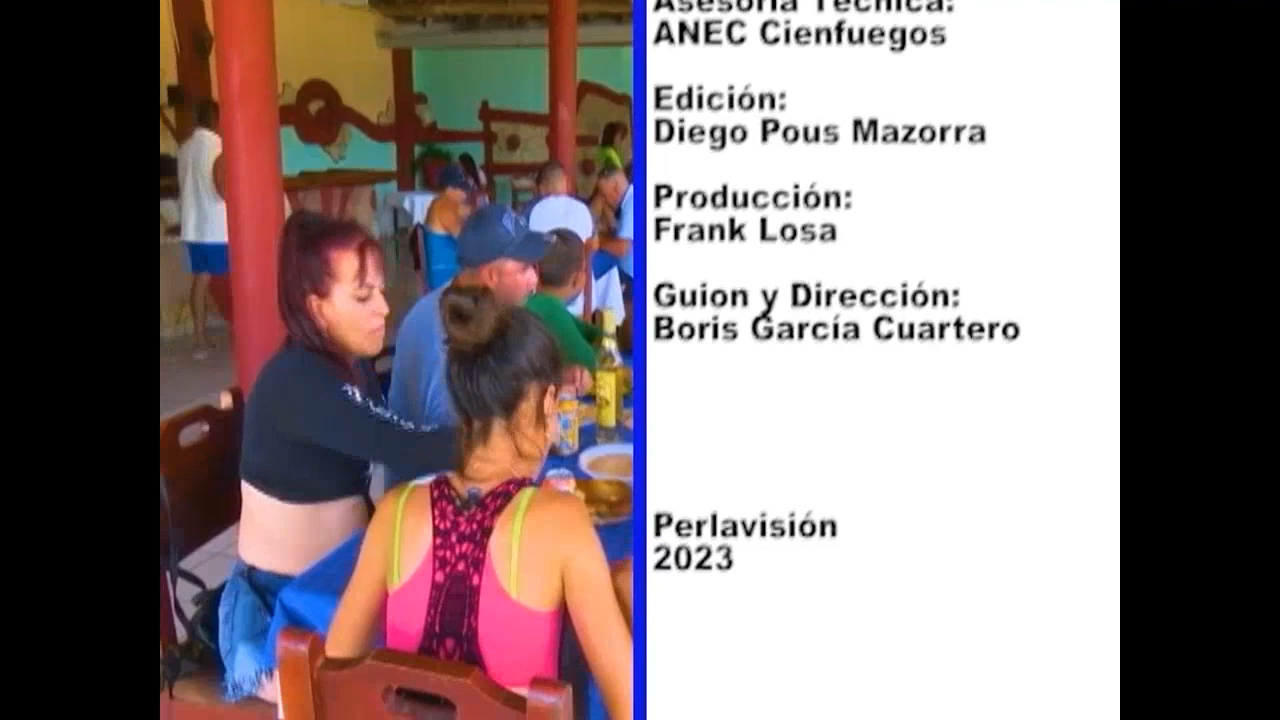 Asesoría Técnica:
ANEC Cienfuegos
Edición:
Diego Pous Mazorra
Producción:
Frank Losa
Guion y Dirección:
Boris García Cuartero
Perlavisión
2023